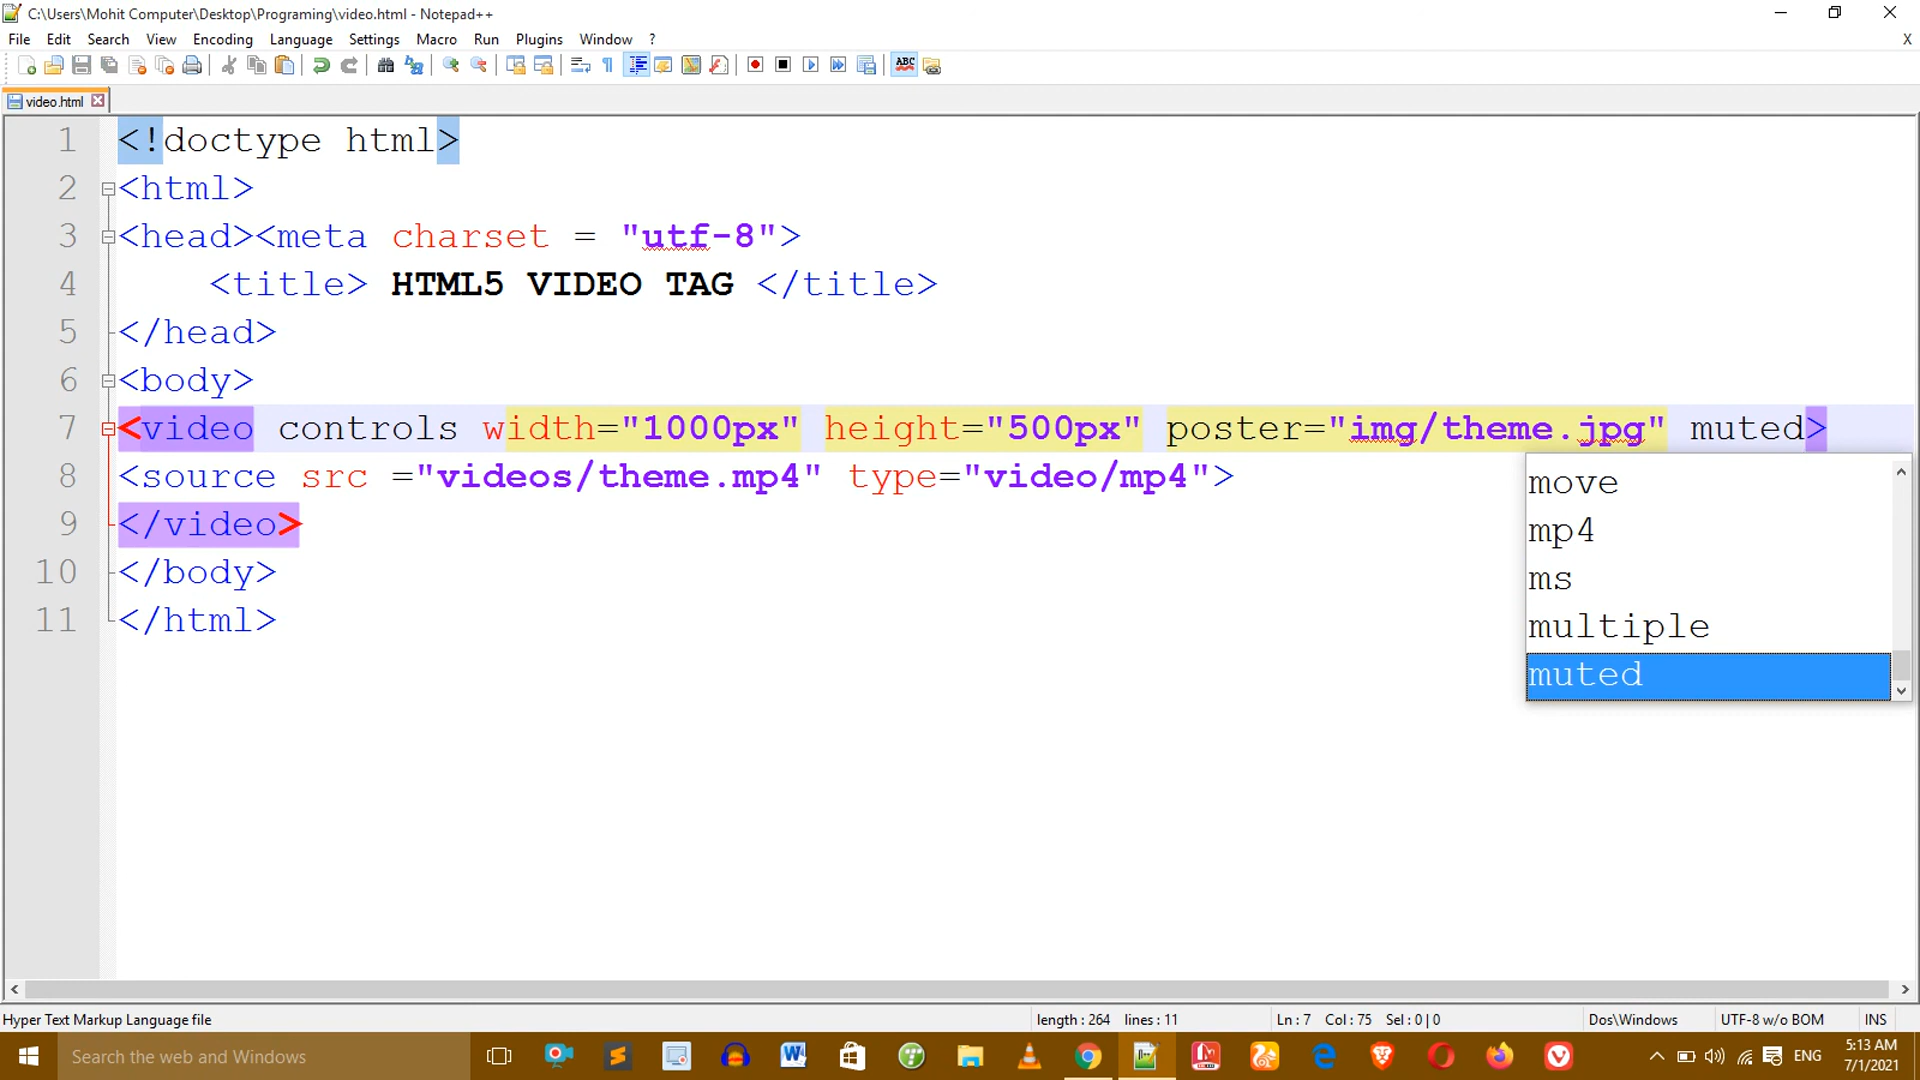 C:\Users\Mohit Computer\Desktop\Programing\video.html - Notepad++
File Edit Search View Encoding Language Settings Macro Run Plugins Window ? X
ABC
video.html
1 <!doctype html>
2 <html>
3 <head><meta charset = "utf-8">
4 <title> HTML5 VIDEO TAG </title>
5 </head>
6 <body>
7 <video controls width="1000px" height="500px" poster="img/theme.jpg" muted>
8 <source src ="videos/theme.mp4" type="video/mp4">
9 </video>
10 </body>
11 </html>
move
mp4
ms
multiple
muted
Hyper Text Markup Language file length : 264 lines : 11 Ln : 7 Col : 75 Sel : 0 | 0 Dos\Windows UTF-8 w/o BOM INS
Search the web and Windows ENG 5:13 AM
7/1/2021